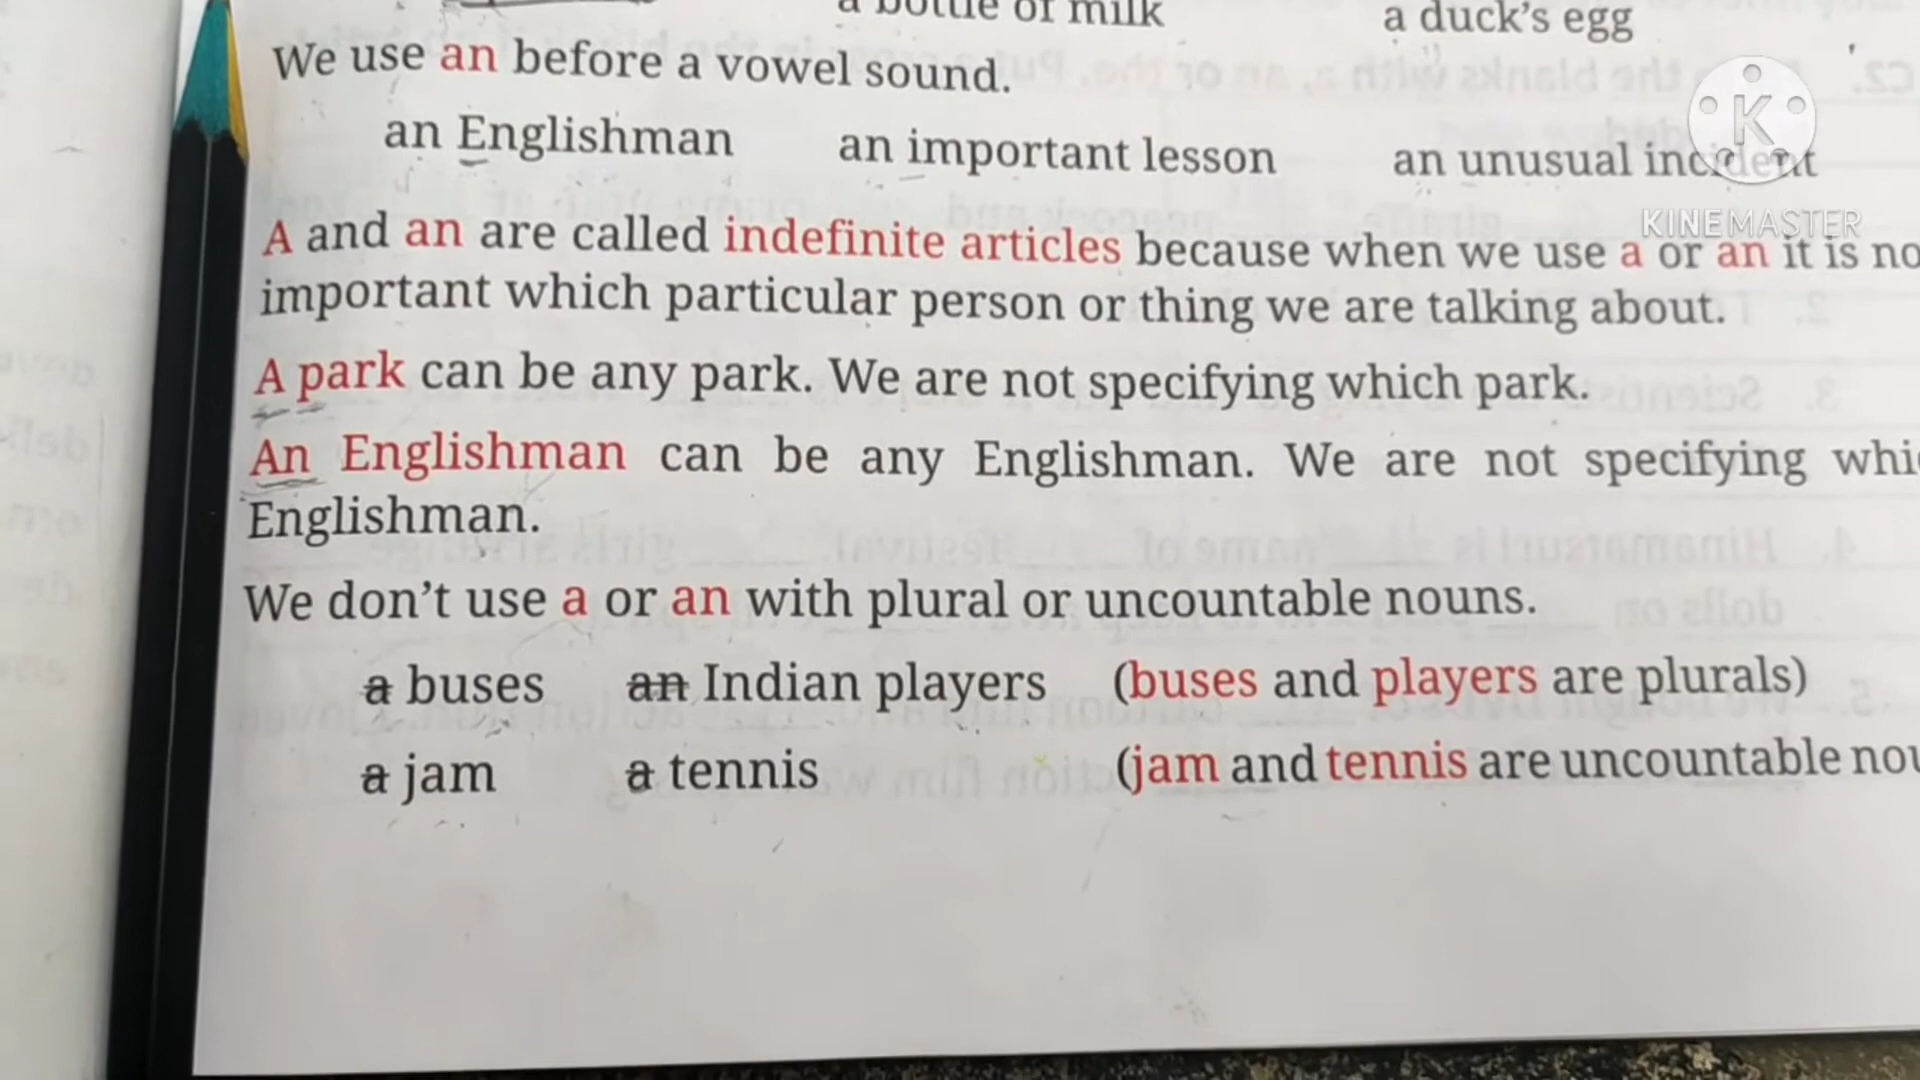 a bottle of milk a duck's egg
We use an before a vowel sound.
an Englishman an important lesson an unusual incident
KINEMASTER
A and an are called indefinite articles because when we use a or an it is no
important which particular person or thing we are talking about.
A park can be any park. We are not specifying which park.
An Englishman can be any Englishman. We are not specifying whi
Englishman.
We don't use a or an with plural or uncountable nouns.
a buses an Indian players (buses and players are plurals)
a jam a tennis (jam and tennis are uncountable nou